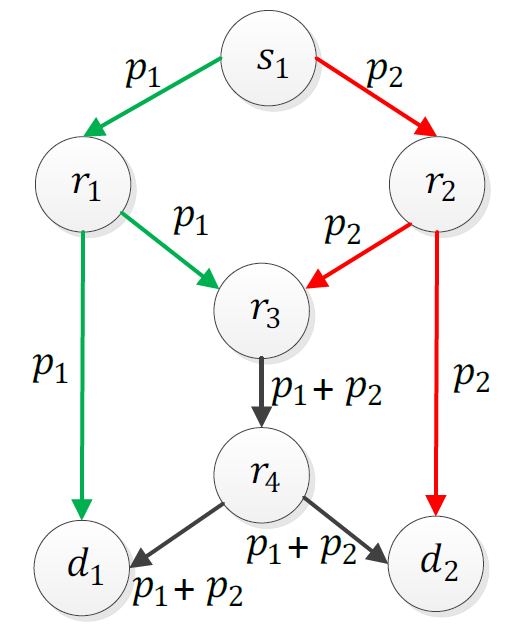 s₁
p₁
p₂
r₁
r₂
p₁
p₂
r₃
p₁
p₁+ p₂
p₂
r₄
p₁+ p₂
d₁
d₂
p₁+ p₂